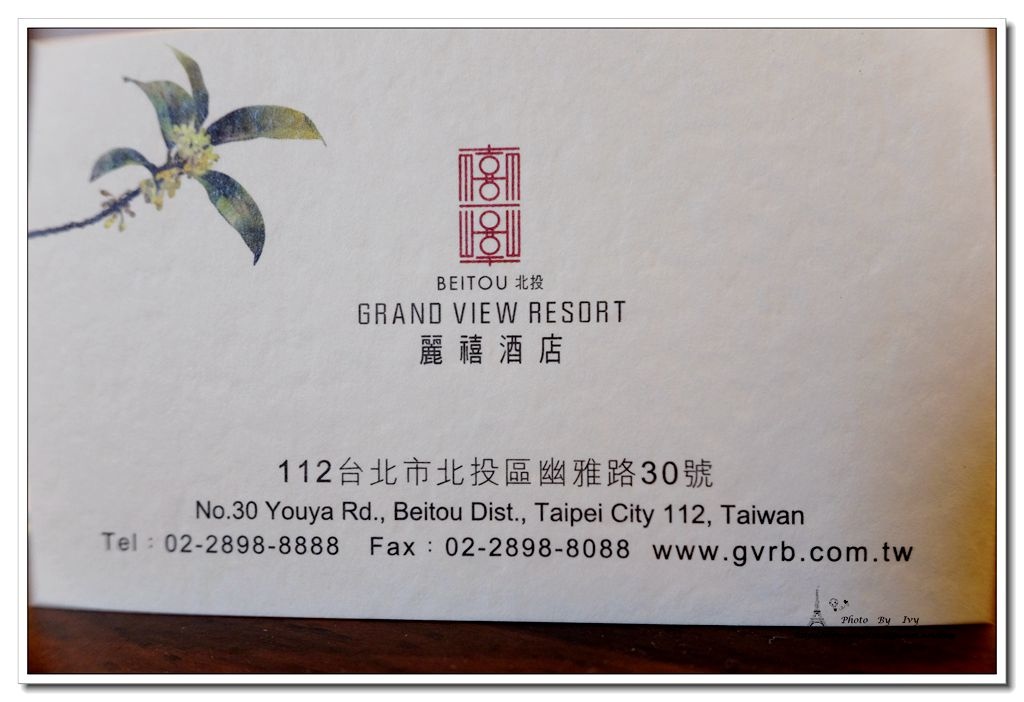 BEITOU 北投
GRAND VIEW RESORT
麗禧酒店
112台北市北投區幽雅路30號
No.30 Youya Rd., Beitou Dist., Taipei City 112, Taiwan
Tel：02-2898-8888 Fax：02-2898-8088 www.gvrb.com.tw
Photo By Ivy